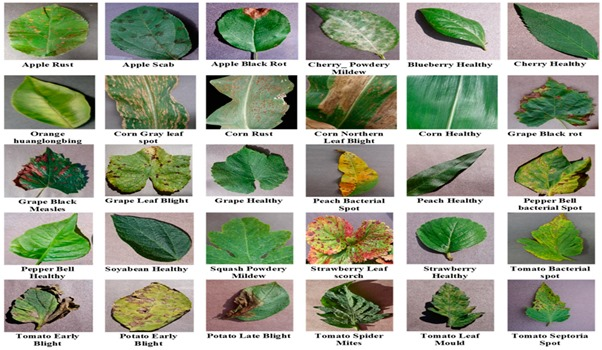 Apple Rust
Apple Scab
Apple Black Rot
Cherry_ Powdery
Mildew
Blueberry Healthy
Cherry Healthy
Orange
huanglongbing
Corn Gray leaf
spot
Corn Rust
Corn Northern
Leaf Blight
Corn Healthy
Grape Black rot
Grape Black
Measles
Grape Leaf Blight
Grape Healthy
Peach Bacterial
Spot
Peach Healthy
Pepper Bell
bacterial Spot
Pepper Bell
Healthy
Soyabean Healthy
Squash Powdery
Mildew
Strawberry Leaf
scorch
Strawberry
Healthy
Tomato Bacterial
spot
Tomato Early
Blight
Potato Early
Blight
Potato Late Blight
Tomato Spider
Mites
Tomato Leaf
Mould
Tomato Septoria
Spot